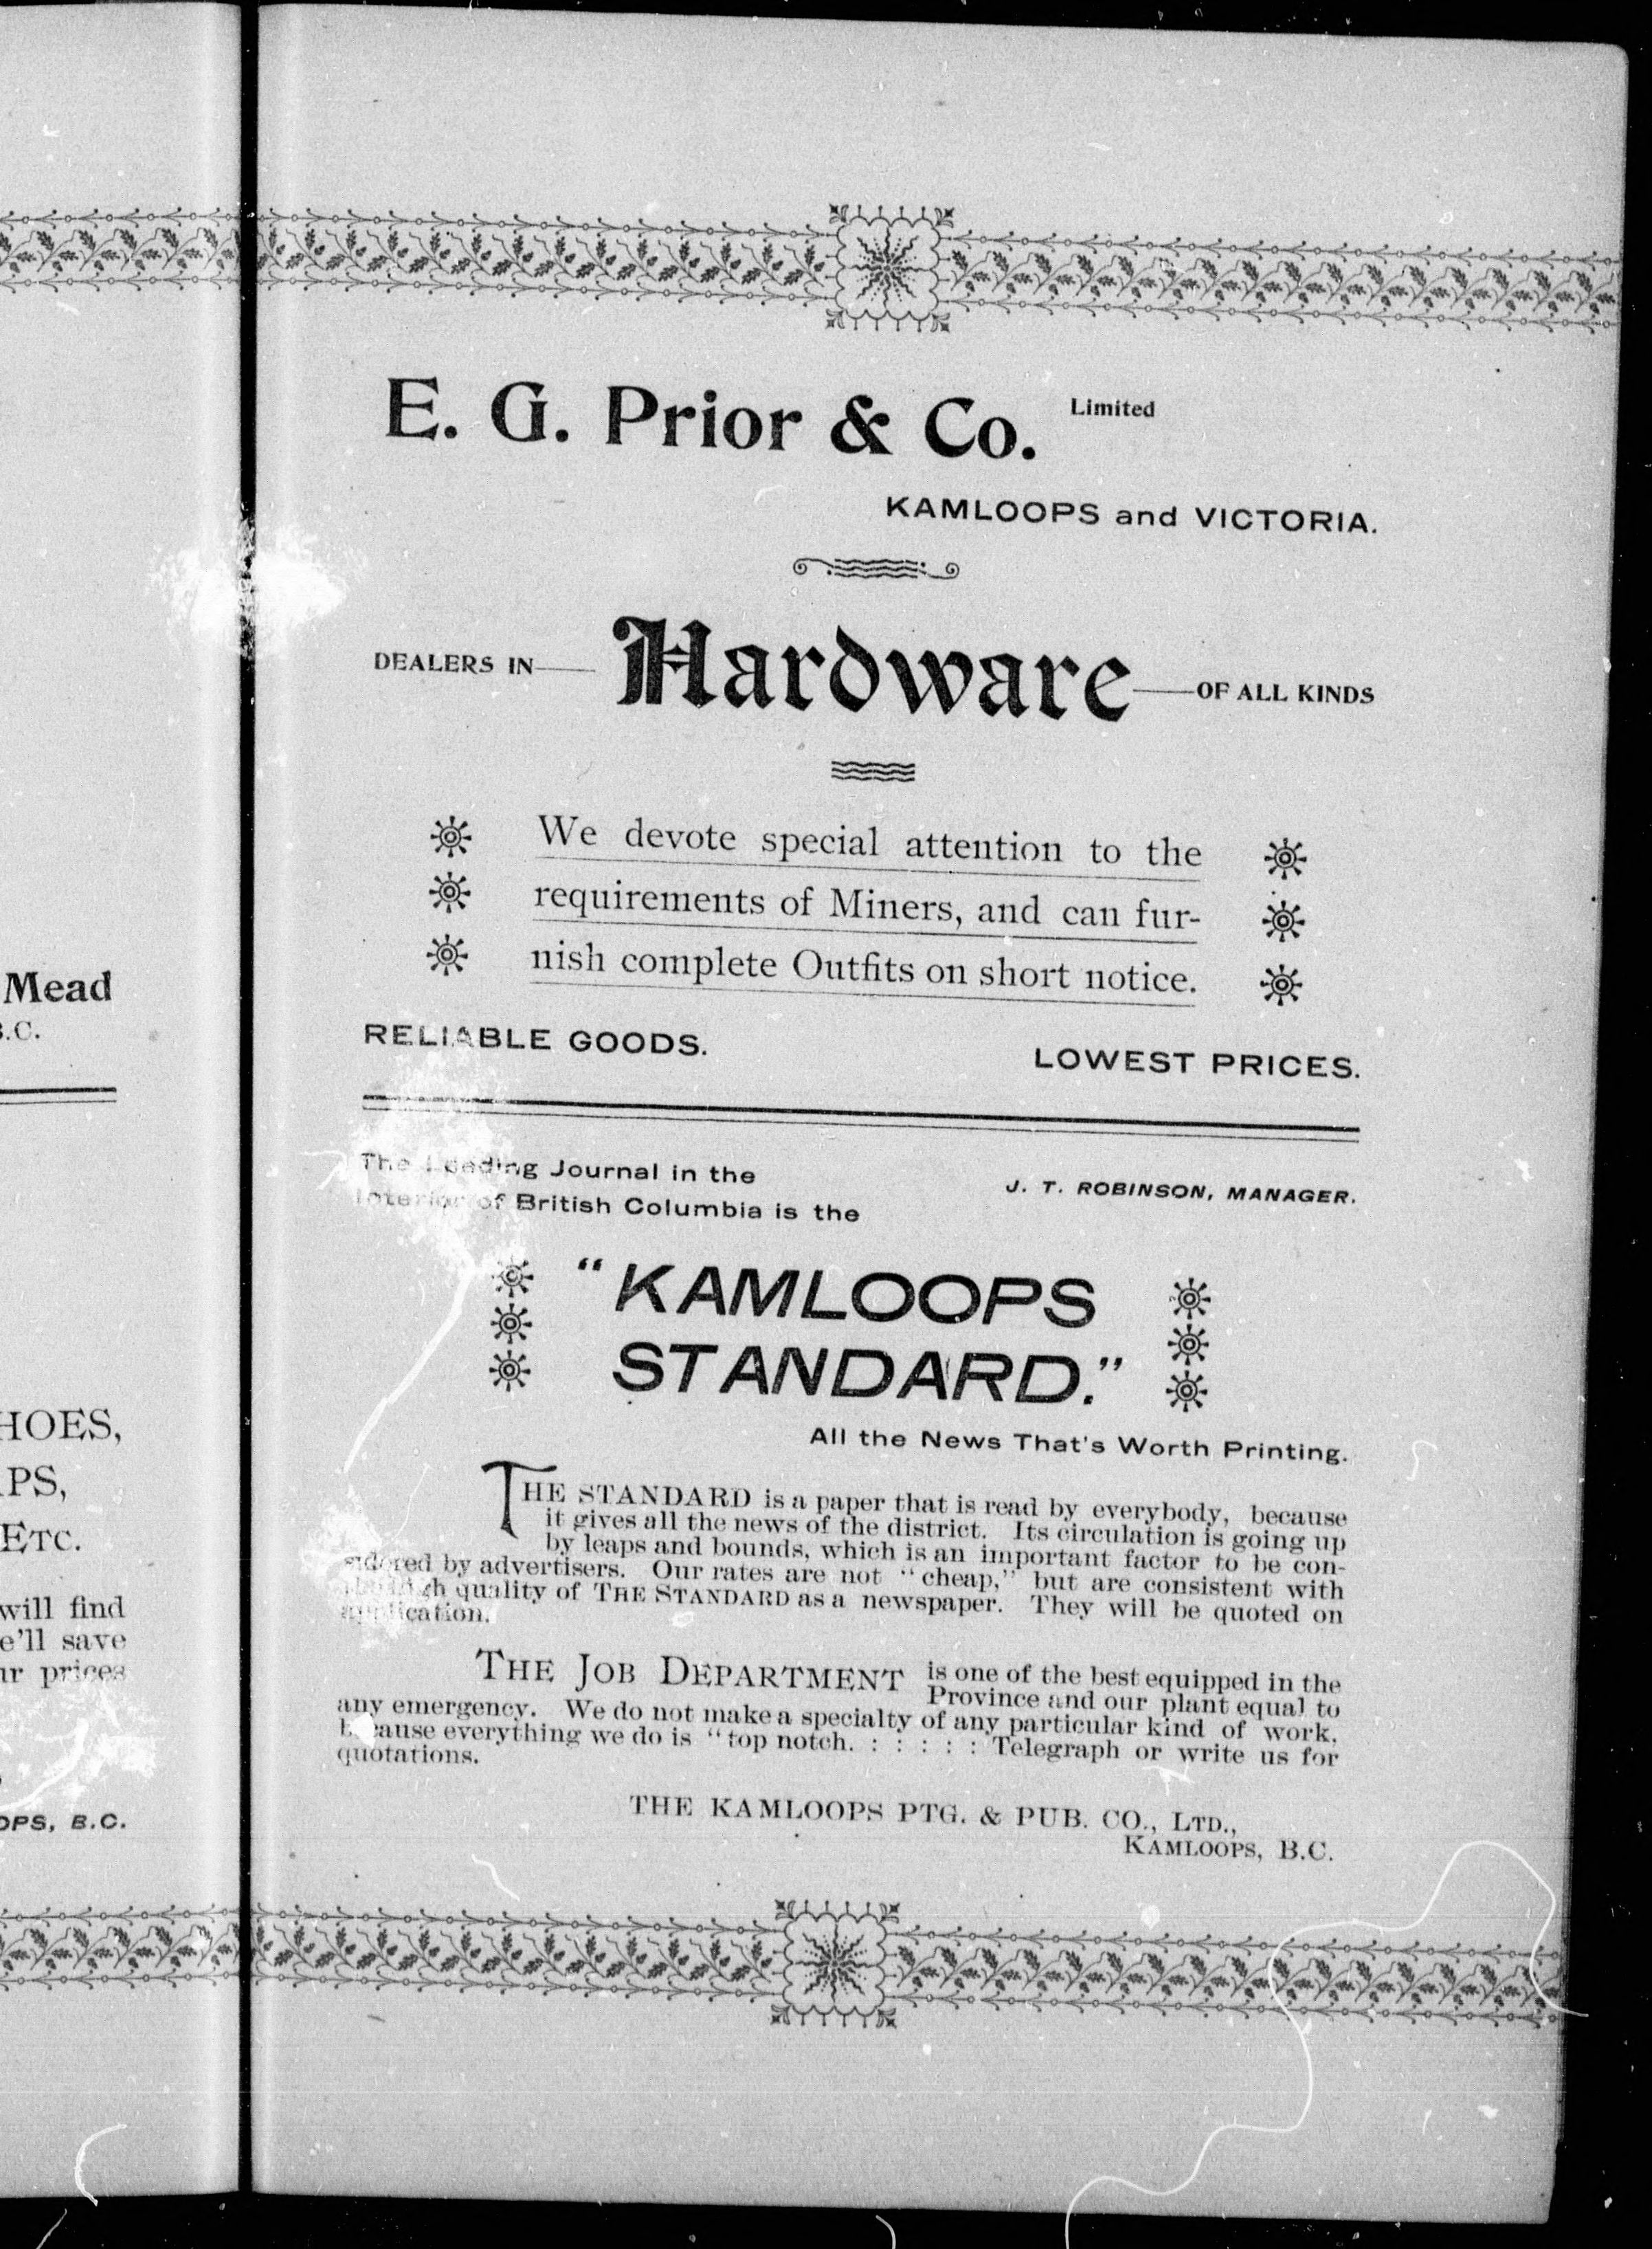 Mead
B.C.
HOES,
PS,
ETC.
will find
e'll save
ur prices
OPS, B.C.
E. G. Prior & Co. Limited
KAMLOOPS and VICTORIA.
DEALERS IN Hardware OF ALL KINDS
We devote special attention to the
requirements of Miners, and can fur-
nish complete Outfits on short notice.
RELIABLE GOODS.
LOWEST PRICES.
The Leading Journal in the
Interior of British Columbia is the
J. T. ROBINSON, MANAGER.
"KAMLOOPS
STANDARD."
All the News That's Worth Printing.
THE STANDARD is a paper that is read by everybody, because
it gives all the news of the district. Its circulation is going up
by leaps and bounds, which is an important factor to be con-
sidered by advertisers. Our rates are not "cheap," but are consistent with
quality of THE STANDARD as a newspaper. They will be quoted on
application.
THE JOB DEPARTMENT is one of the best equipped in the
Province and our plant equal to
any emergency. We do not make a specialty of any particular kind of work,
because everything we do is "top notch. : : : : : Telegraph or write us for
quotations.
THE KAMLOOPS PTG. & PUB. CO., LTD.,
KAMLOOPS, B.C.